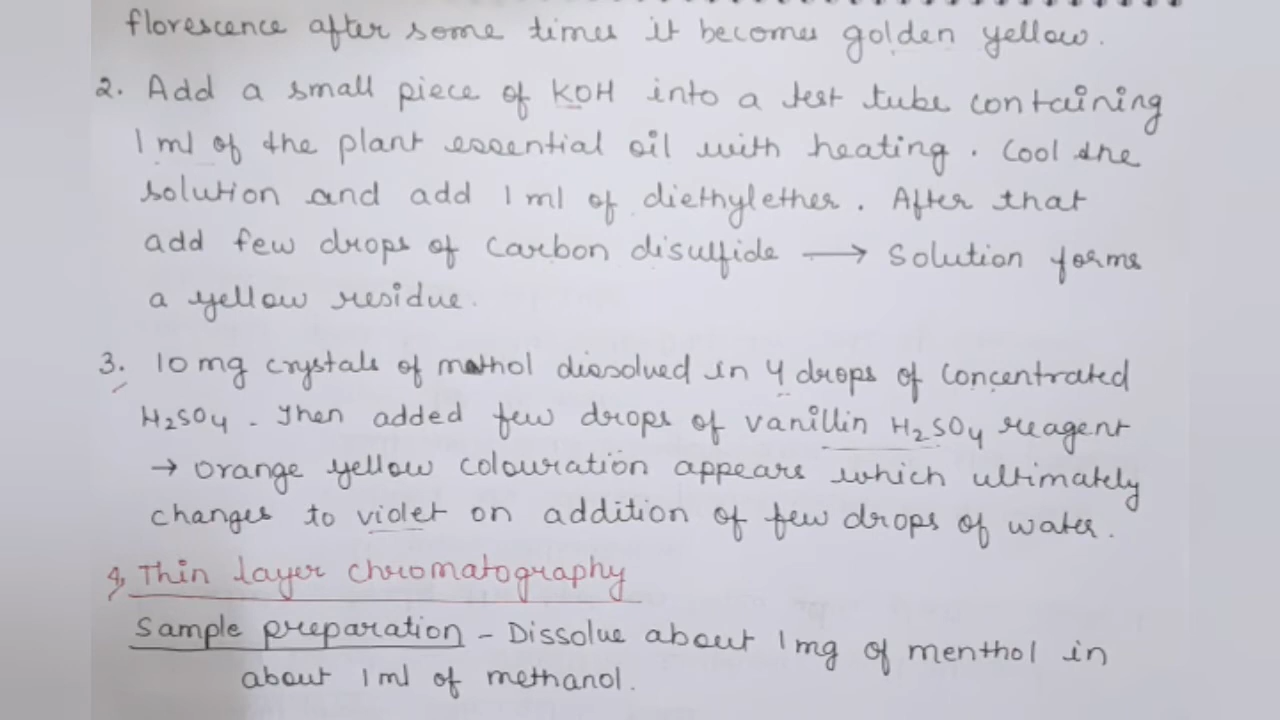 florescence after some times it becomes golden yellow.
2. Add a small piece of KOH into a test tube containing
1 ml of the plant essential oil with heating. Cool the
solution and add 1 ml of diethylether. After that
add few drops of carbon disulfide → Solution forms
a yellow residue.
3. 10 mg crystals of mathol dissolved in 4 drops of concentrated
H₂SO₄. Then added few drops of vanillin H₂SO₄ reagent
→ orange yellow colouration appears which ultimately
changes to violet on addition of few drops of water.
4, Thin layer chromatography
Sample preparation - Dissolve about 1 mg of menthol in
about 1 ml of methanol.